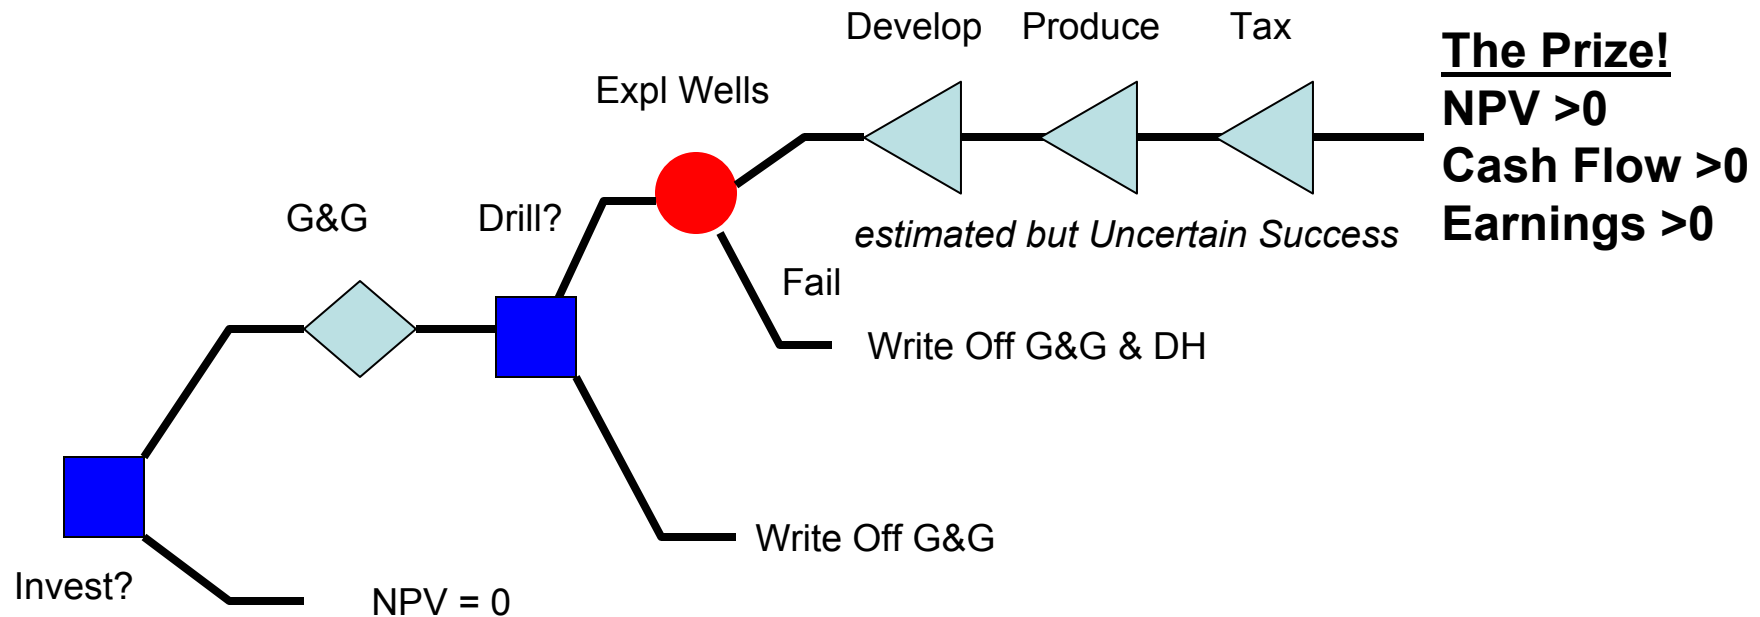 Develop
Produce
Tax
The Prize!
NPV >0
Cash Flow >0
Earnings >0
Expl Wells
G&G
Drill?
estimated but Uncertain Success
Fail
Write Off G&G & DH
Write Off G&G
Invest?
NPV = 0